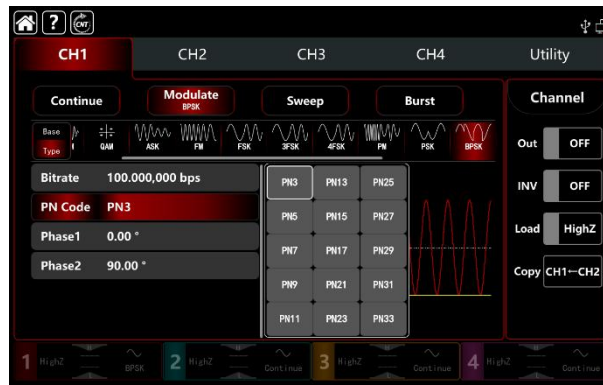 ? CNT
CH1 CH2 CH3 CH4 Utility
Continue Modulate BPSK Sweep Burst Channel
Base Type QAM ASK FM FSK 3FSK 4FSK PM PSK BPSK
Out OFF
Bitrate 100.000,000 bps
PN3 PN13 PN25
INV OFF
PN Code PN3
PN5 PN15 PN27
Phase1 0.00 °
Load HighZ
PN7 PN17 PN29
Phase2 90.00 °
Copy CH1←CH2
PN9 PN21 PN31
PN11 PN23 PN33
1 HighZ BPSK 2 HighZ Continue 3 HighZ Continue 4 HighZ Continue